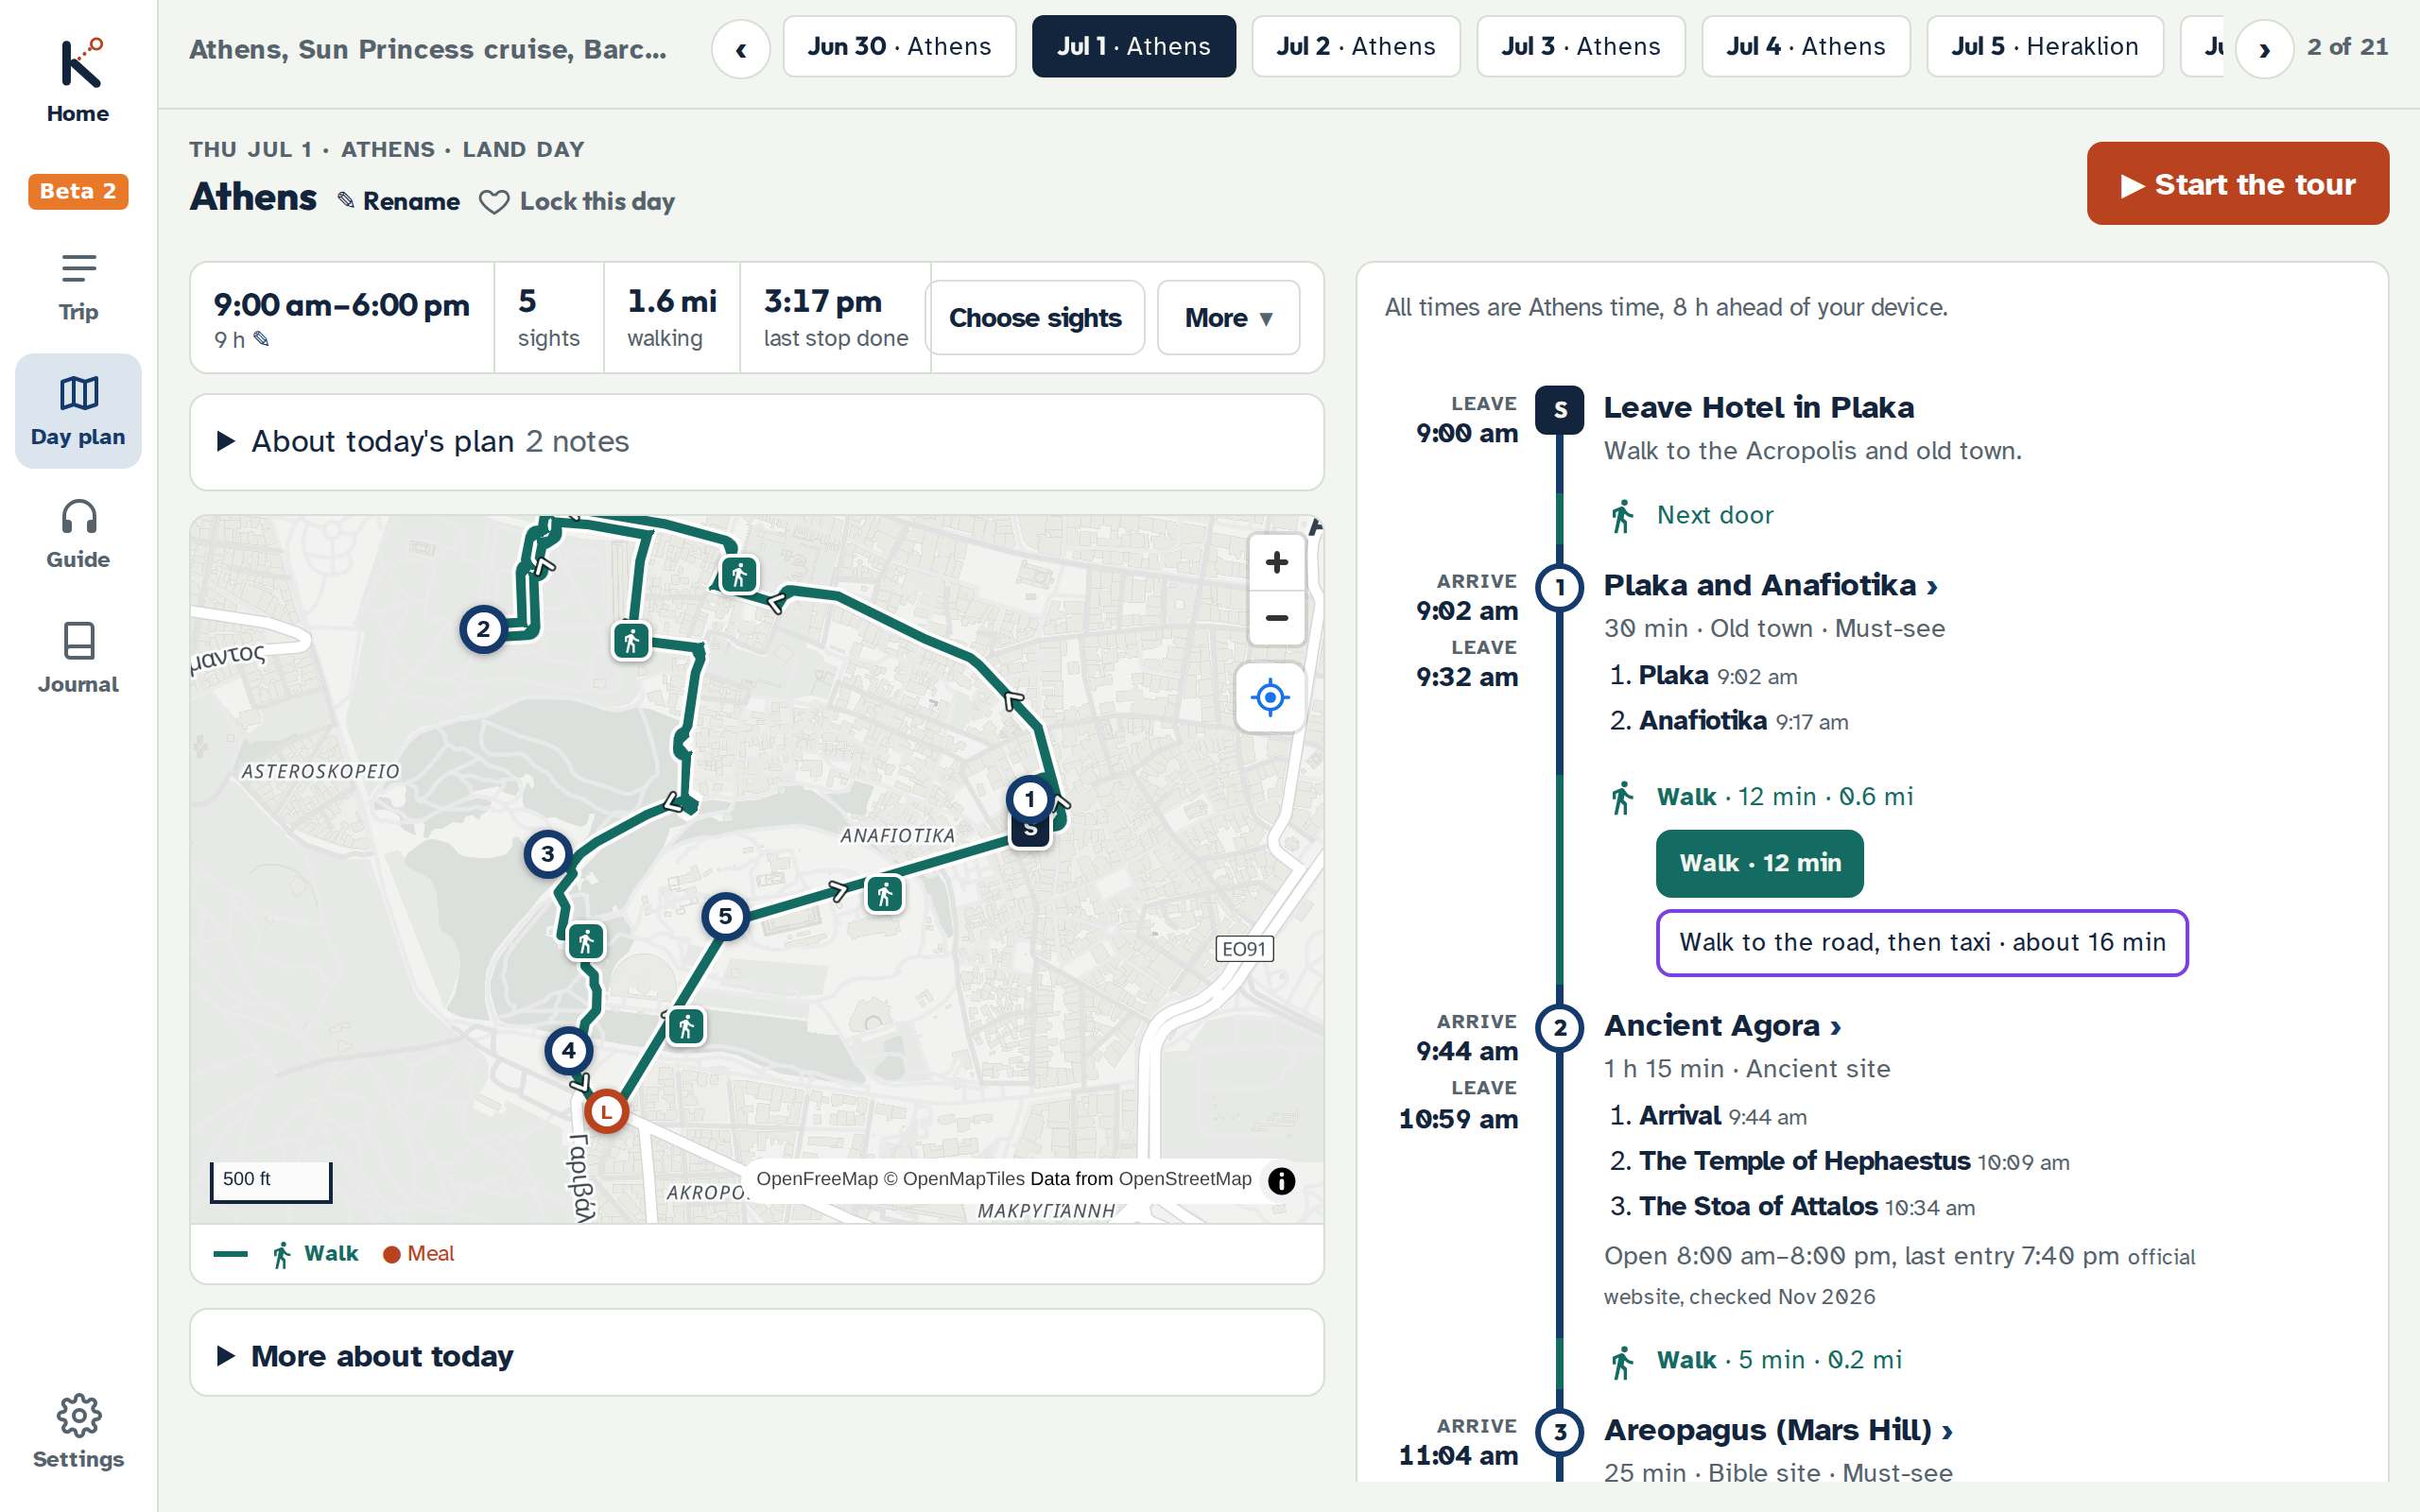 Home
Beta 2
Trip
Day plan
Guide
Journal
Settings
Athens, Sun Princess cruise, Barc...
‹
Jun 30 · Athens
Jul 1 · Athens
Jul 2 · Athens
Jul 3 · Athens
Jul 4 · Athens
Jul 5 · Heraklion
›
2 of 21
THU JUL 1 · ATHENS · LAND DAY
Athens
✎ Rename
Lock this day
▶ Start the tour
9:00 am–6:00 pm
9 h ✎
5
sights
1.6 mi
walking
3:17 pm
last stop done
Choose sights
More ▼
▶ About today's plan 2 notes
+
−
2
μαντος
ASTEROSKOPEIO
1
S
ANAFIOTIKA
3
5
EO91
4
L
500 ft
OpenFreeMap © OpenMapTiles Data from OpenStreetMap
ΜΑΚΡΥΓΙΆΝΝΗ
Walk
Meal
▶ More about today
All times are Athens time, 8 h ahead of your device.
LEAVE
9:00 am
S
Leave Hotel in Plaka
Walk to the Acropolis and old town.
Next door
ARRIVE
9:02 am
LEAVE
9:32 am
1
Plaka and Anafiotika ›
30 min · Old town · Must-see
1. Plaka 9:02 am
2. Anafiotika 9:17 am
Walk · 12 min · 0.6 mi
Walk · 12 min
Walk to the road, then taxi · about 16 min
ARRIVE
9:44 am
LEAVE
10:59 am
2
Ancient Agora ›
1 h 15 min · Ancient site
1. Arrival 9:44 am
2. The Temple of Hephaestus 10:09 am
3. The Stoa of Attalos 10:34 am
Open 8:00 am–8:00 pm, last entry 7:40 pm official
website, checked Nov 2026
Walk · 5 min · 0.2 mi
ARRIVE
11:04 am
3
Areopagus (Mars Hill) ›
25 min · Bible site · Must-see